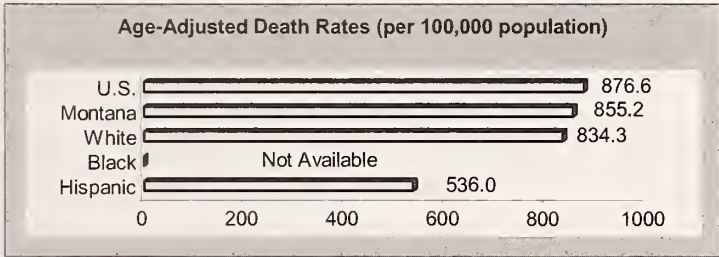 Age-Adjusted Death Rates (per 100,000 population)
U.S. 876.6
Montana 855.2
White 834.3
Black Not Available
Hispanic 536.0
0 200 400 600 800 1000